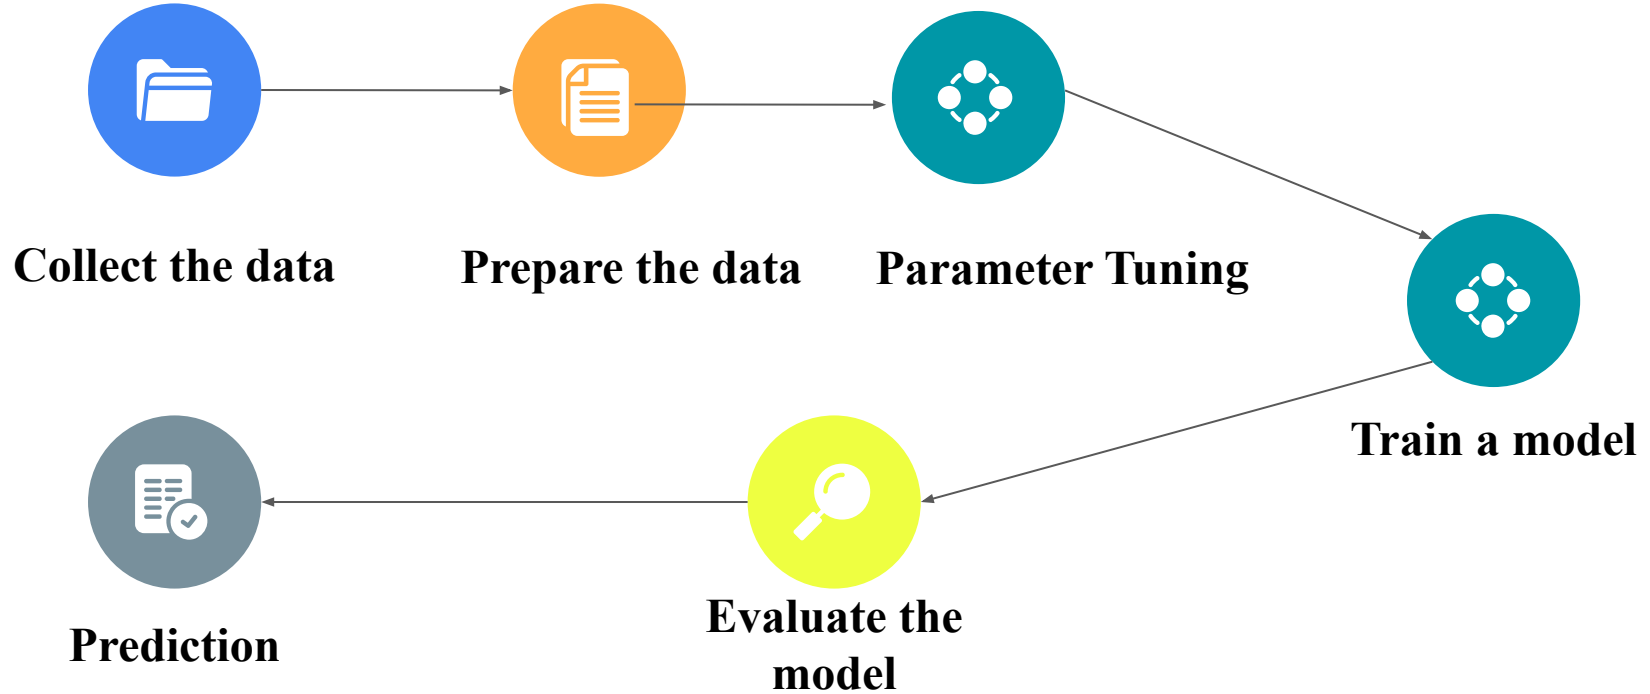 Collect the data
Prepare the data
Parameter Tuning
Train a model
Evaluate the
model
Prediction